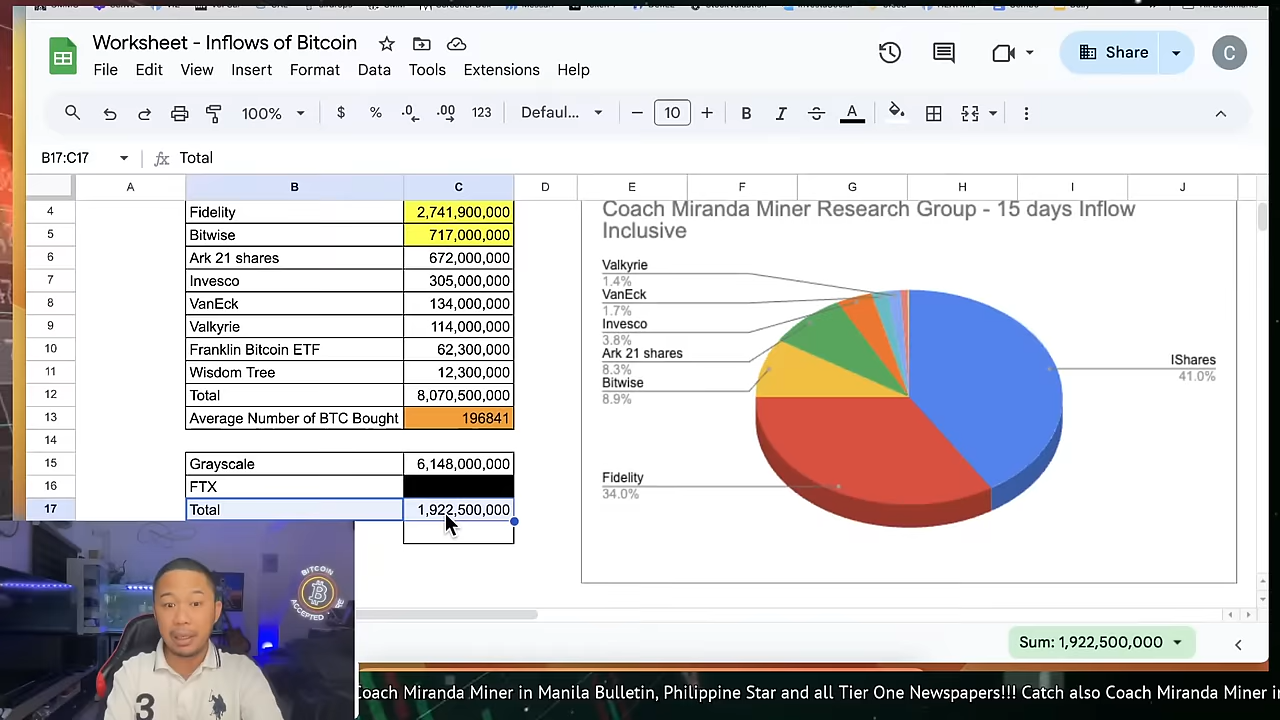 Worksheet - Inflows of Bitcoin
File Edit View Insert Format Data Tools Extensions Help
Share
C
100%
$ % .0 .00 123
Defaul...
10
B I A
B17:C17
fx Total
A B C D E F G H I J
4 Fidelity 2,741,900,000
5 Bitwise 717,000,000
6 Ark 21 shares 672,000,000
7 Invesco 305,000,000
8 VanEck 134,000,000
9 Valkyrie 114,000,000
10 Franklin Bitcoin ETF 62,300,000
11 Wisdom Tree 12,300,000
12 Total 8,070,500,000
13 Average Number of BTC Bought 196841
14
15 Grayscale 6,148,000,000
16 FTX
17 Total 1,922,500,000
Coach Miranda Miner Research Group - 15 days Inflow
Inclusive
Valkyrie
1.4%
VanEck
1.7%
Invesco
3.8%
Ark 21 shares
8.3%
Bitwise
8.9%
Fidelity
34.0%
IShares
41.0%
Sum: 1,922,500,000
BITCOIN
ACCEPTED
3
Coach Miranda Miner in Manila Bulletin, Philippine Star and all Tier One Newspapers!!! Catch also Coach Miranda Miner